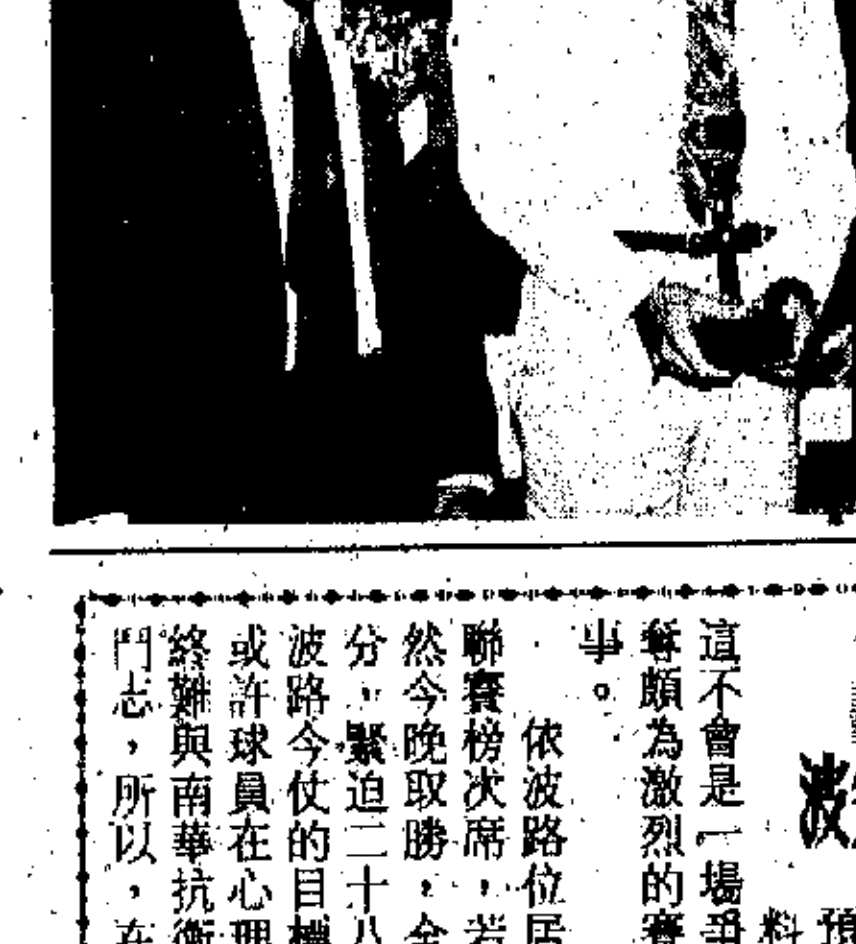 波
預
料
這不會是一場爭
奪頗為激烈的賽
事。
依波路位居
聯賽榜次席，若
然今晚取勝，全
分，緊迫二十八
波路今仗的目標
或許球員在心理
終難與南華抗衡
鬥志，所以，在